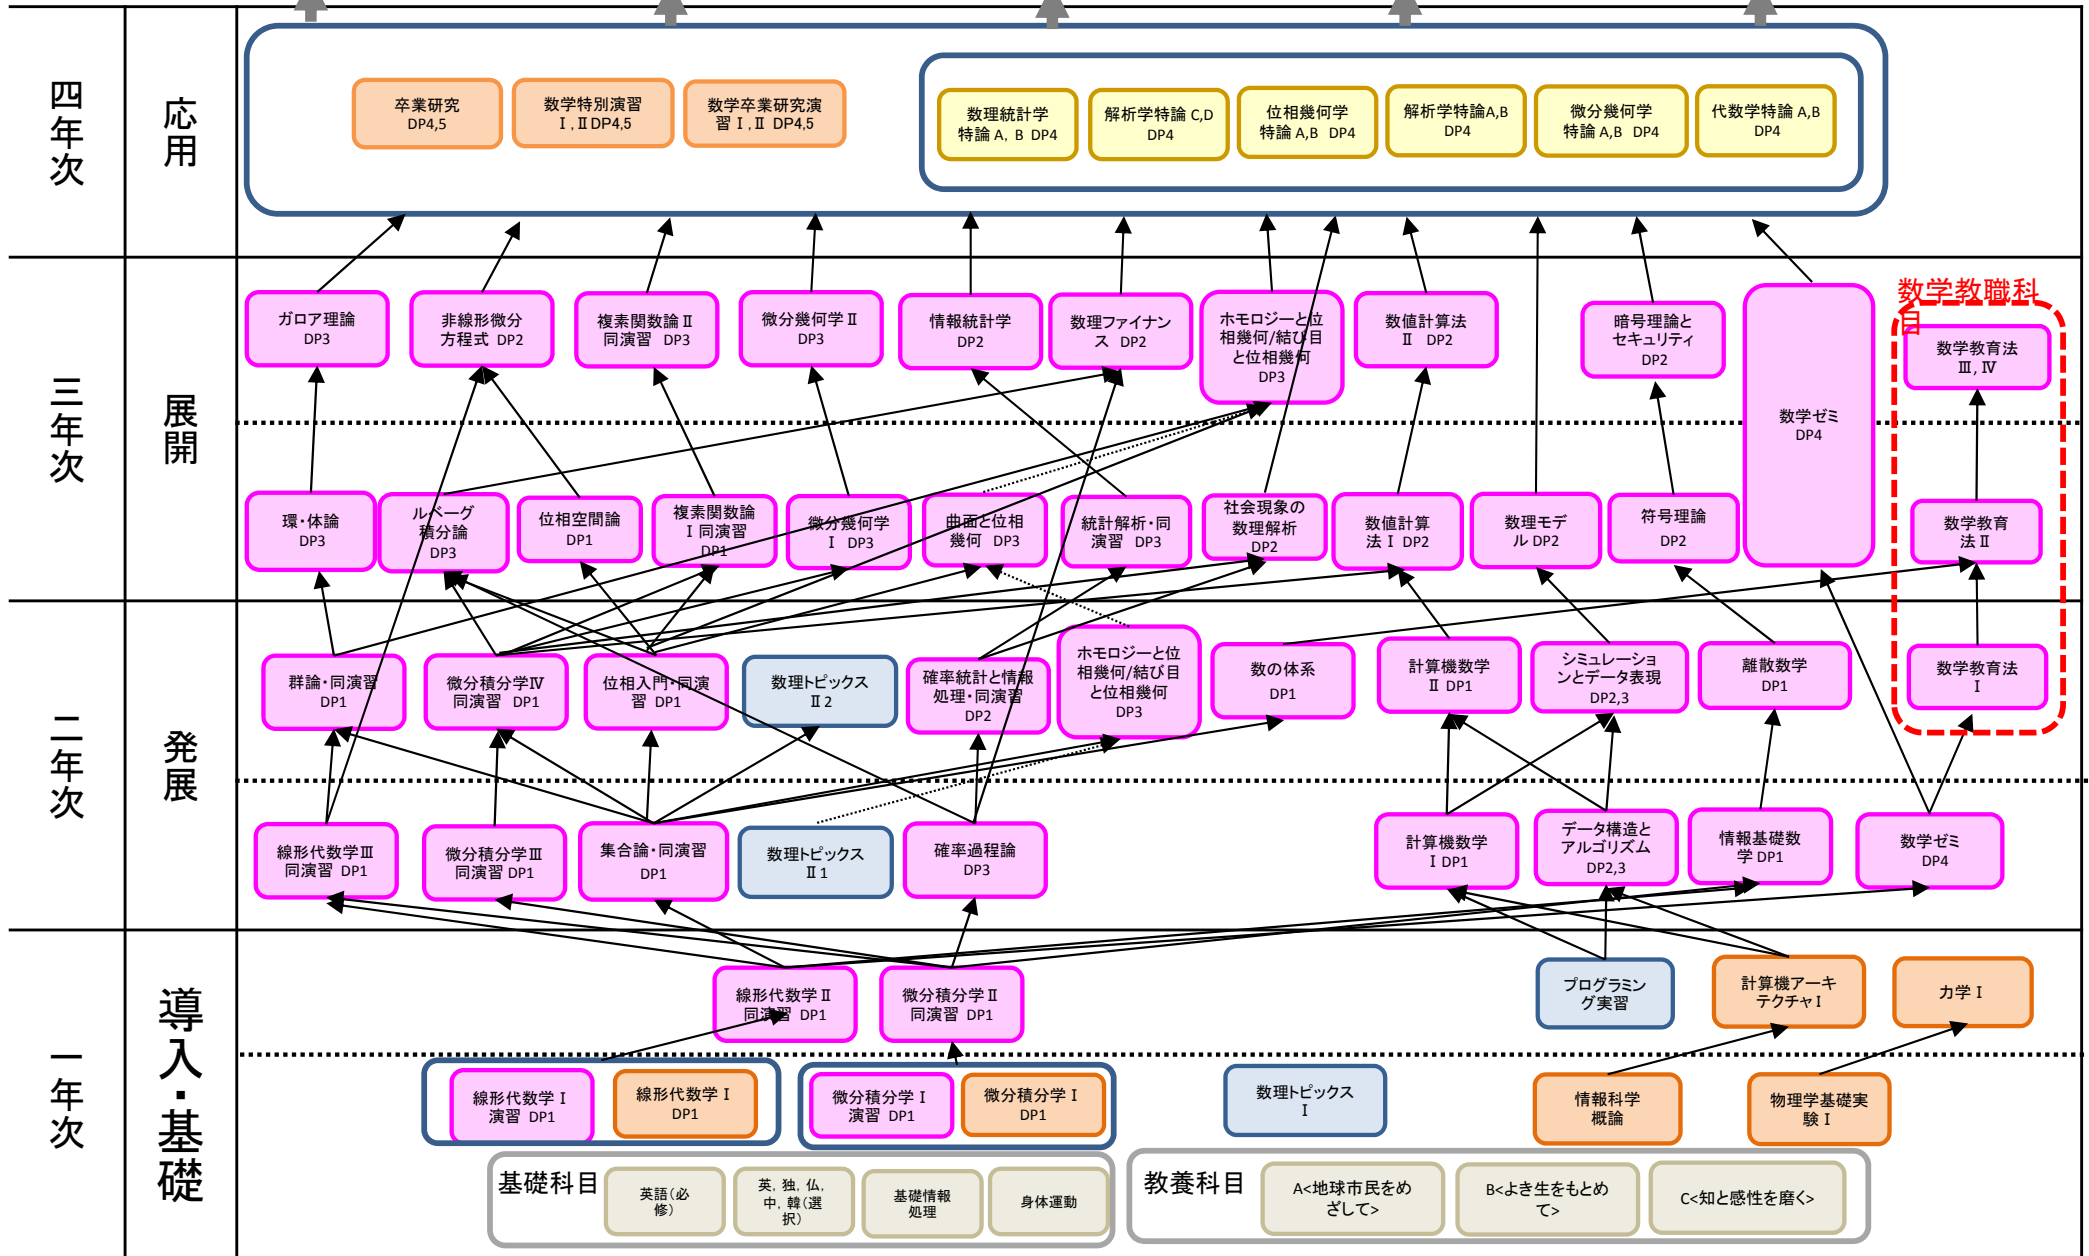 四年次
応用
卒業研究
DP4,5
数学特別演習
Ⅰ,ⅡDP4,5
数学卒業研究演
習Ⅰ,Ⅱ DP4,5
数理統計学
特論 A, B DP4
解析学特論 C,D
DP4
位相幾何学
特論 A,B DP4
解析学特論A,B
DP4
微分幾何学
特論 A,B DP4
代数学特論 A,B
DP4
三年次
展開
ガロア理論
DP3
非線形微分
方程式 DP2
複素関数論Ⅱ
同演習 DP3
微分幾何学Ⅱ
DP3
情報統計学
DP2
数理ファイナン
ス DP2
ホモロジーと位
相幾何/結び目
と位相幾何
DP3
数値計算法
Ⅱ DP2
暗号理論と
セキュリティ
DP2
数学ゼミ
DP4
数学教職科
目
数学教育法
Ⅲ, Ⅳ
環・体論
DP3
ルベーグ
積分論
DP3
位相空間論
DP1
複素関数論
Ⅰ同演習
DP1
微分幾何学
Ⅰ DP3
曲面と位相
幾何 DP3
統計解析・同
演習 DP3
社会現象の
数理解析
DP2
数値計算
法Ⅰ DP2
数理モデ
ル DP2
符号理論
DP2
数学教育
法Ⅱ
二年次
発展
群論・同演習
DP1
微分積分学Ⅳ
同演習 DP1
位相入門・同演
習 DP1
数理トピックス
Ⅱ2
確率統計と情報
処理・同演習
DP2
ホモロジーと位
相幾何/結び目
と位相幾何
DP3
数の体系
DP1
計算機数学
Ⅱ DP1
シミュレーショ
ンとデータ表現
DP2,3
離散数学
DP1
数学教育法
Ⅰ
線形代数学Ⅲ
同演習 DP1
微分積分学Ⅲ
同演習 DP1
集合論・同演習
DP1
数理トピックス
Ⅱ1
確率過程論
DP3
計算機数学
Ⅰ DP1
データ構造と
アルゴリズム
DP2,3
情報基礎数
学 DP1
数学ゼミ
DP4
一年次
導入・基礎
線形代数学Ⅱ
同演習 DP1
微分積分学Ⅱ
同演習 DP1
プログラミン
グ実習
計算機アーキ
テクチャⅠ
力学Ⅰ
線形代数学Ⅰ
演習 DP1
線形代数学Ⅰ
DP1
微分積分学Ⅰ
演習 DP1
微分積分学Ⅰ
DP1
数理トピックス
Ⅰ
情報科学
概論
物理学基礎実
験Ⅰ
基礎科目
英語(必
修)
英, 独, 仏,
中, 韓(選
択)
基礎情報
処理
身体運動
教養科目
A<地球市民をめ
ざして>
B<よき生をもとめ
て>
C<知と感性を磨く>